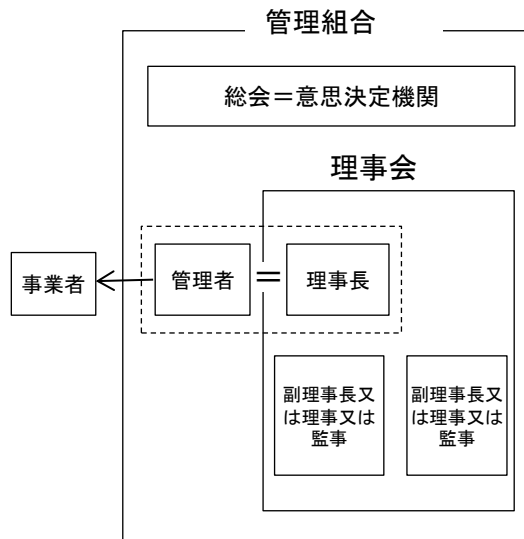 管理組合
総会＝意思決定機関
理事会
事業者
管理者
＝
理事長
副理事長又
は理事又は
監事
副理事長又
は理事又は
監事